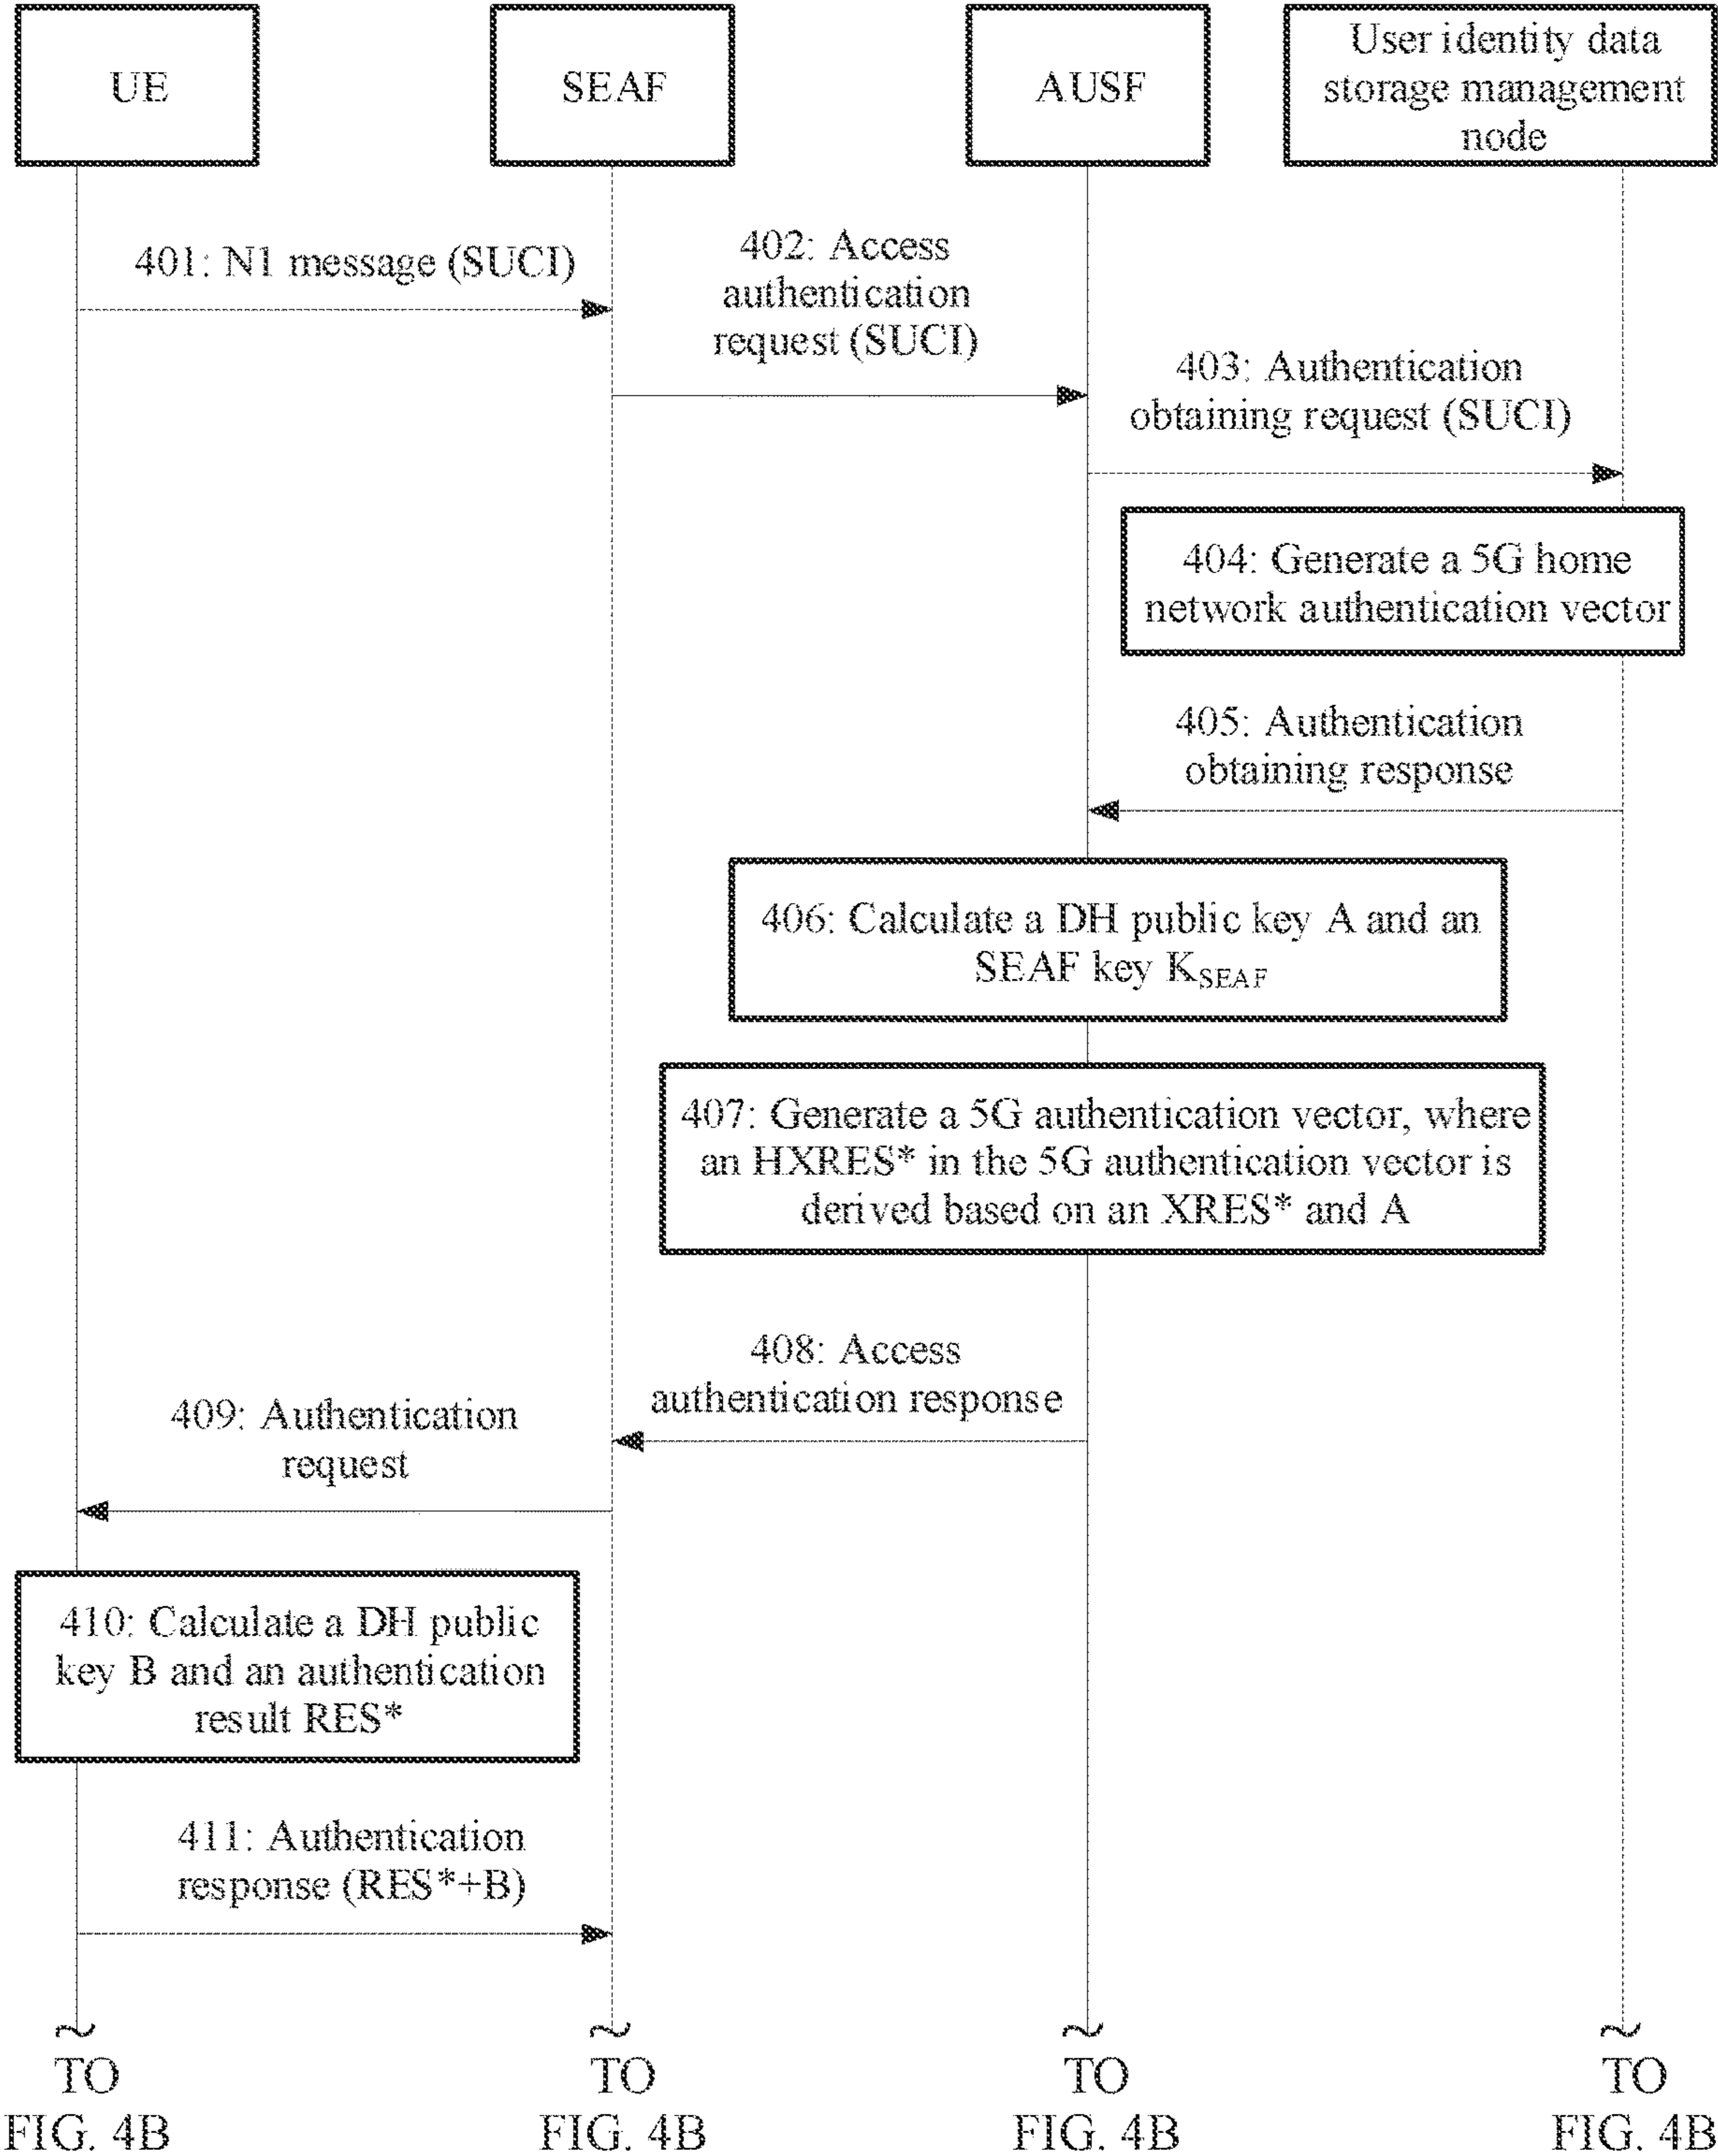 UE
SEAF
AUSF
User identity data
storage management
node
401: N1 message (SUCI)
402: Access
authentication
request (SUCI)
403: Authentication
obtaining request (SUCI)
404: Generate a 5G home
network authentication vector
405: Authentication
obtaining response
406: Calculate a DH public key A and an
SEAF key KSEAF
407: Generate a 5G authentication vector, where
an HXRES* in the 5G authentication vector is
derived based on an XRES* and A
408: Access
authentication response
409: Authentication
request
410: Calculate a DH public
key B and an authentication
result RES*
411: Authentication
response (RES*+B)
TO
FIG. 4B
TO
FIG. 4B
TO
FIG. 4B
TO
FIG. 4B